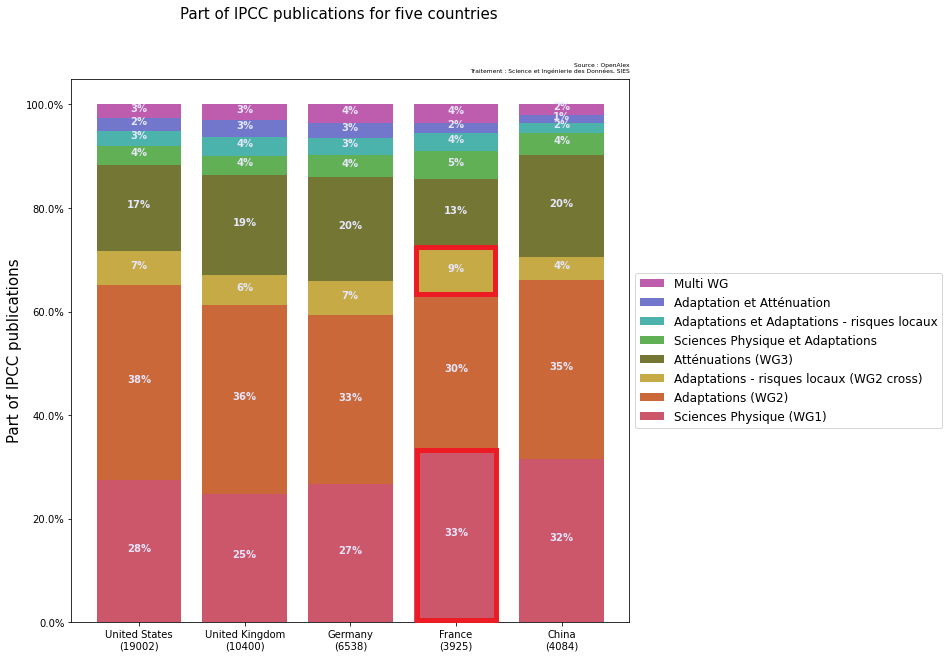 Part of IPCC publications for five countries
Source : OpenAlex
Traitement : Science et Ingénierie des Données, SIES
Part of IPCC publications
100.0%
80.0%
60.0%
40.0%
20.0%
0.0%
3% 3% 4% 4% 2%
2% 3% 3% 2% 1%
3% 4% 3% 4% 2%
4% 4% 4% 5% 4%
17% 19% 20% 13% 20%
7% 6% 7% 9% 4%
38% 36% 33% 30% 35%
28% 25% 27% 33% 32%
United States United Kingdom Germany France China
(19002) (10400) (6538) (3925) (4084)
Multi WG
Adaptation et Atténuation
Adaptations et Adaptations - risques locaux
Sciences Physique et Adaptations
Atténuations (WG3)
Adaptations - risques locaux (WG2 cross)
Adaptations (WG2)
Sciences Physique (WG1)